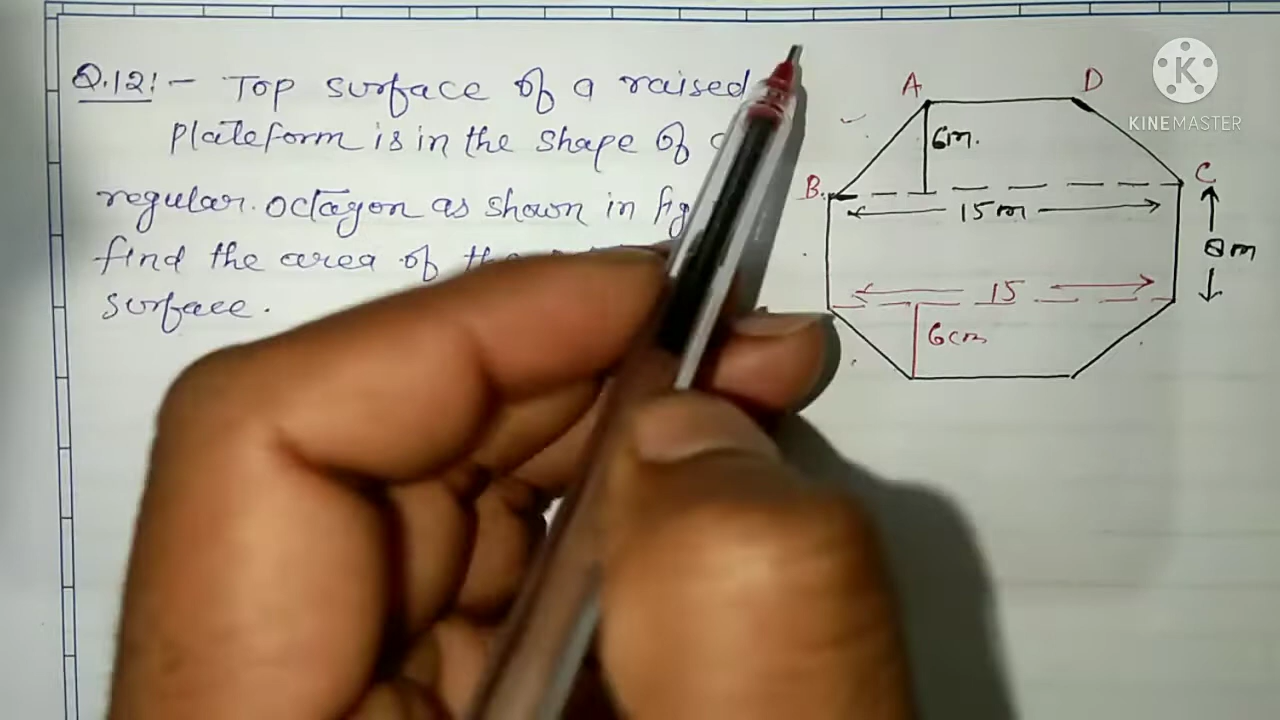 Q.12:- Top surface of a raised
plateform is in the shape of
regular octagon as shown in fig
find the area of
surface.
A
D
6m.
B.
C
15m
8m
15
6cm
KINEMASTER